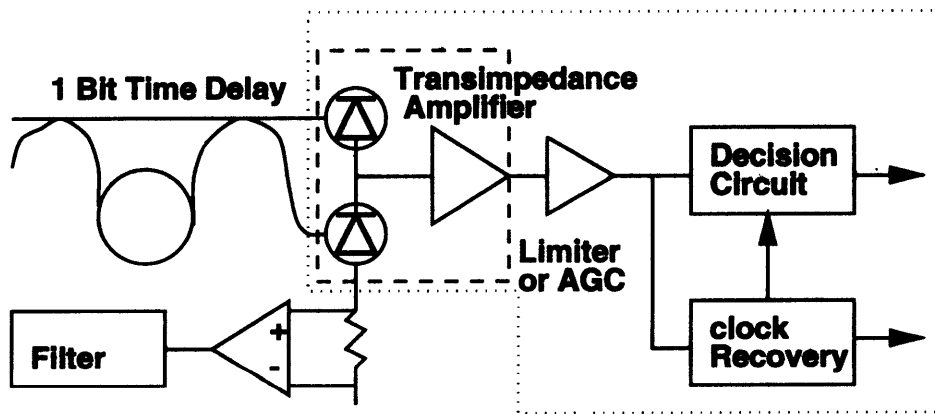 1 Bit Time Delay
Transimpedance
Amplifier
Decision
Circuit
Limiter
or AGC
+
-
Filter
clock
Recovery